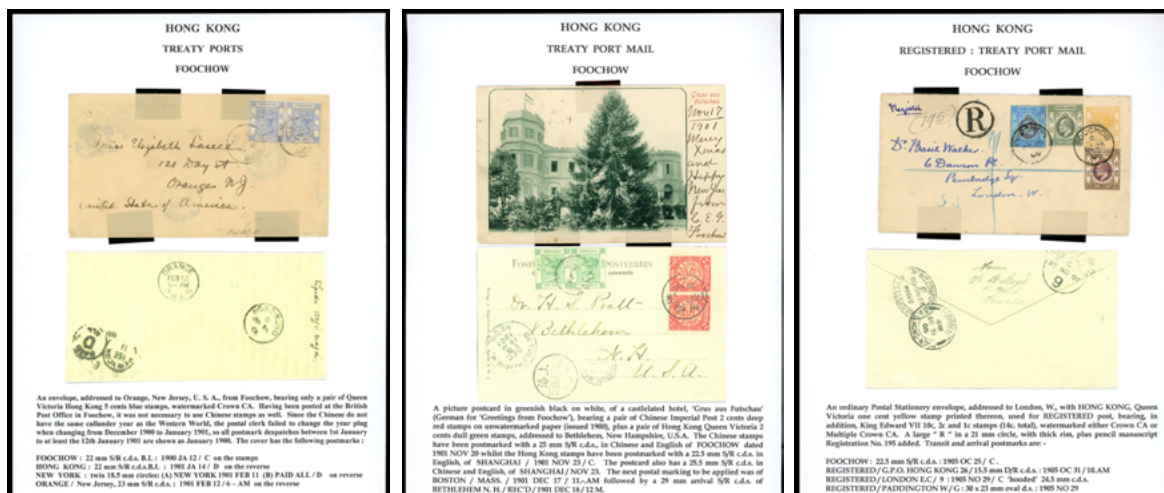 HONG KONG
TREATY PORTS
FOOCHOW
Miss Elizabeth
121 Day St
Orange NJ
United States of America.
ORANGE
FEB 12
An envelope, addressed to Orange, New Jersey, U. S. A., from Foochow, bearing only a pair of Queen
Victoria Hong Kong 5 cents blue stamps, watermarked Crown CA. Having been posted at the British
Post Office in Foochow, it was not necessary to use Chinese stamps as well. Since the Chinese do not
have the same callunder year as the Western World, the postal clerk failed to change the year plug
when changing from December 1900 to January 1901, so all postmark despatches between 1st January
to at least the 12th January 1901 are shown as January 1900. The cover has the following postmarks :
FOOCHOW : 22 mm S/R c.d.s. B.I. : 1900 JA 12 / C on the stamps
HONG KONG : 22 mm S/R c.d.s.B.I. : 1901 JA 14 / D on the reverse
NEW YORK : twin 18.5 mm circles: (A) NEW YORK 1901 FEB 11 (B) PAID ALL / D on reverse
ORANGE / New Jersey, 23 mm S/R c.d.s. : 1901 FEB 12/6 – AM on the reverse
HONG KONG
TREATY PORT MAIL
FOOCHOW
Gruss aus
Futschau
Nov 17
1901
Merry
Xmas
and
Happy
New Year
from
C. E. G.
Foochow
Dr. H. L. Pratt
Bethlehem
N. H.
U. S. A.
A picture postcard in greenish black on white, of a castlelated hotel, 'Grus aus Futschau'
(German for 'Greetings from Foochow'), bearing a pair of Chinese Imperial Post 2 cents deep
red stamps on unwatermarked paper (issued 1900), plus a pair of Hong Kong Queen Victoria 2
cents dull green stamps, addressed to Bethlehem, New Hampshire, U.S.A. The Chinese stamps
have been postmarked with a 25 mm S/R c.d.s., in Chinese and English of FOOCHOW dated
1901 NOV 20 whilst the Hong Kong stamps have been postmarked with a 22.5 mm S/R c.d.s. in
English, of SHANGHAI / 1901 NOV 23 / C. The postcard also has a 25.5 mm S/R c.d.s. in
Chinese and English, of SHANGHAI / NOV 23. The nest postal marking to be applied was of
BOSTON / MASS. / 1901 DEC 17 / 11.-AM followed by a 29 mm arrival S/R c.d.s. of
BETHLEHEM N. H. / REC'D / 1901 DEC 18 / 12 M.
HONG KONG
REGISTERED : TREATY PORT MAIL
FOOCHOW
R
Dr. Basil Walker
6 Dawson Pl.
Pembridge Sq.
London. W.
An ordinary Postal Stationery envelope, addressed to London, W., with HONG KONG, Queen
Victoria one cent yellow stamp printed thereon, used for REGISTERED post, bearing, in
addition, King Edward VII 10c, 2c and 1c stamps (14c, total), watermarked either Crown CA or
Multiple Crown CA. A large " R " in a 21 mm circle, with thick rim, plus pencil manuscript
Registration No. 195 added. Transit and arrival postmarks are: -
FOOCHOW: 22.5 mm S/R c.d.s. : 1905 OC 25 / C.
REGISTERED/G.P.O. HONG KONG 26 / 15.5 mm D/R c.d.s. : 1905 OC 31 / 10.AM
REGISTERED/LONDON E.C/ 9 : 1905 NO 29 / C 'hooded' 24.5 mm c.d.s.
REGISTERED/PADDINGTON W/G : 30 x 23 mm oval d.s : 1905 NO 29